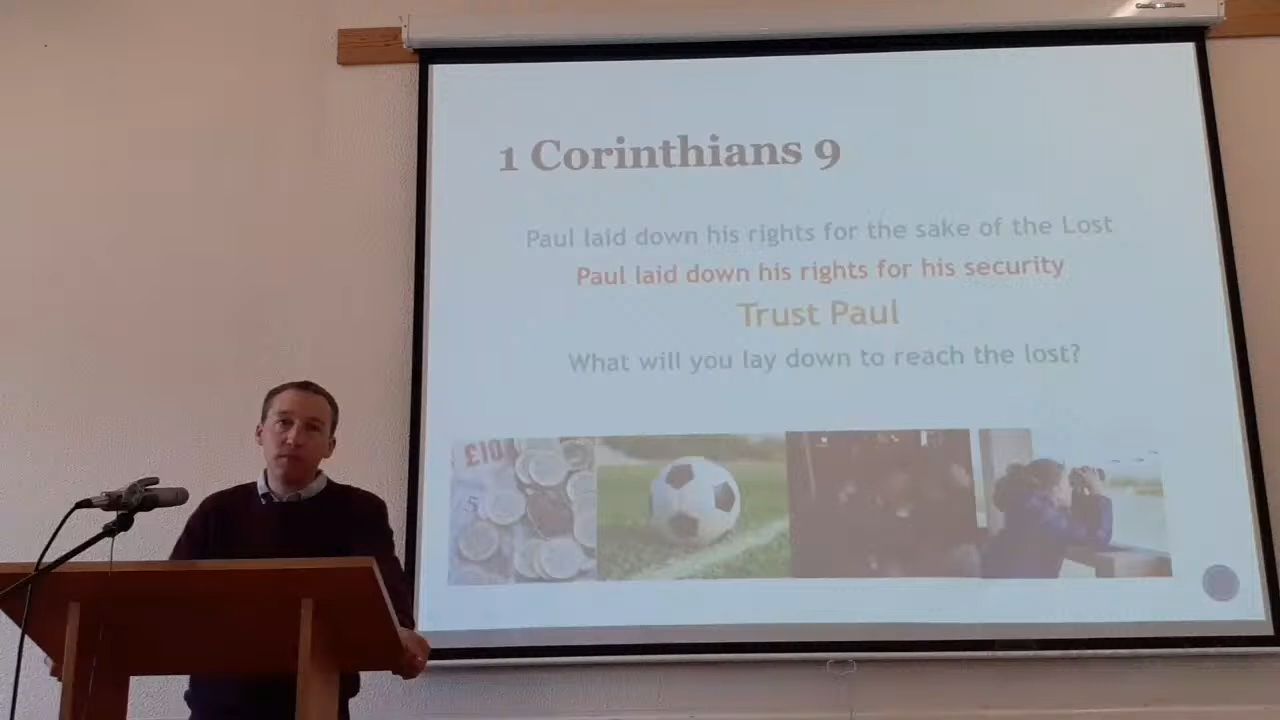 1 Corinthians 9
Paul laid down his rights for the sake of the Lost
Paul laid down his rights for his security
Trust Paul
What will you lay down to reach the lost?
£10
5